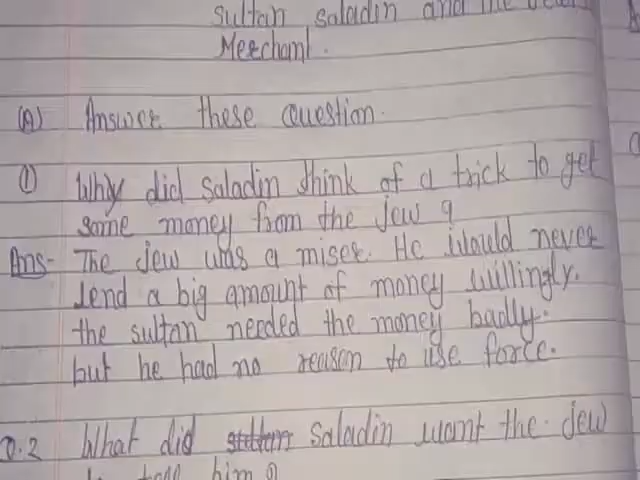 sultan saladin and the
Merchant.
(A) Answer these Question.
(1) Why did saladin think of a trick to get
some money from the jew ?
Ans- The jew was a miser. He Would never
lend a big amount of money willingly.
the sultan needed the money badly.
but he had no reason to use force.
Q.2 What did saladin want the jew
him ?